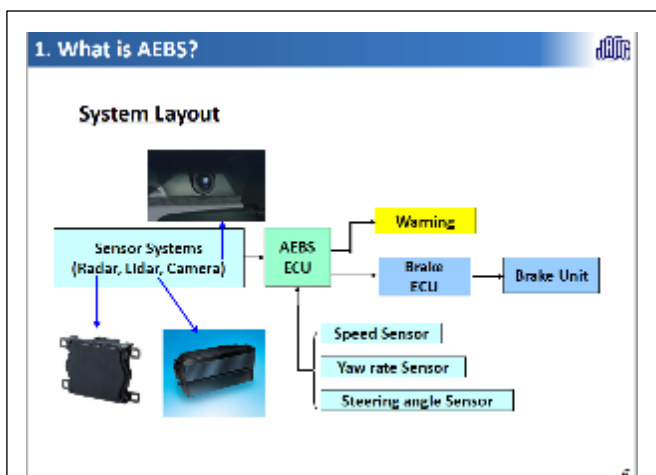 1. What is AEBS?
System Layout
Sensor Systems
(Radar, Lidar, Camera)
AEBS
ECU
Warning
Brake
ECU
Brake Unit
Speed Sensor
Yaw rate Sensor
Steering angle Sensor